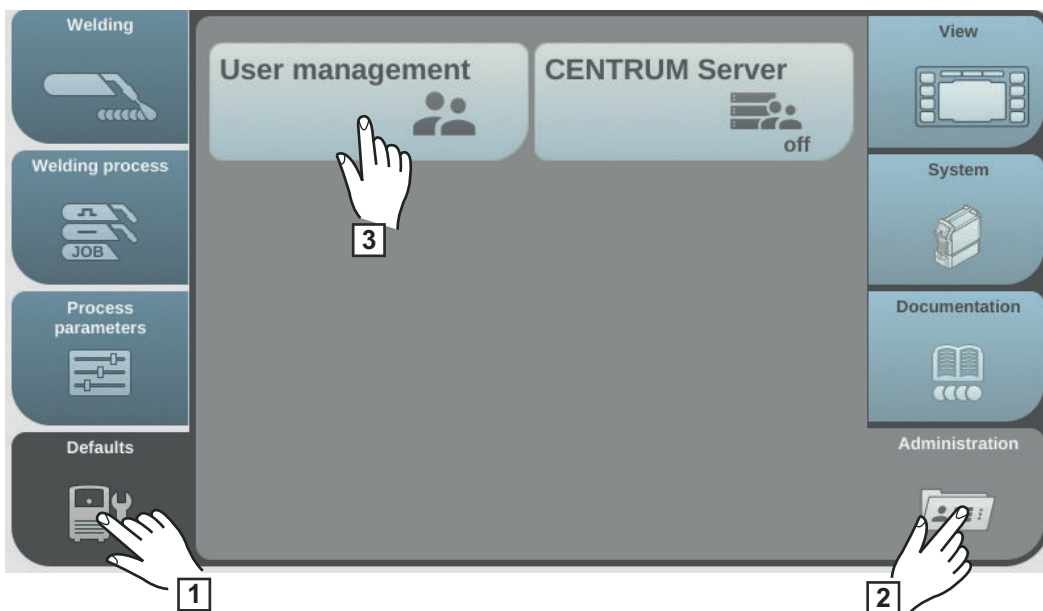 Welding
User management
CENTRUM Server
off
View
Welding process
JOB
System
3
Process
parameters
Documentation
Defaults
Administration
1
2